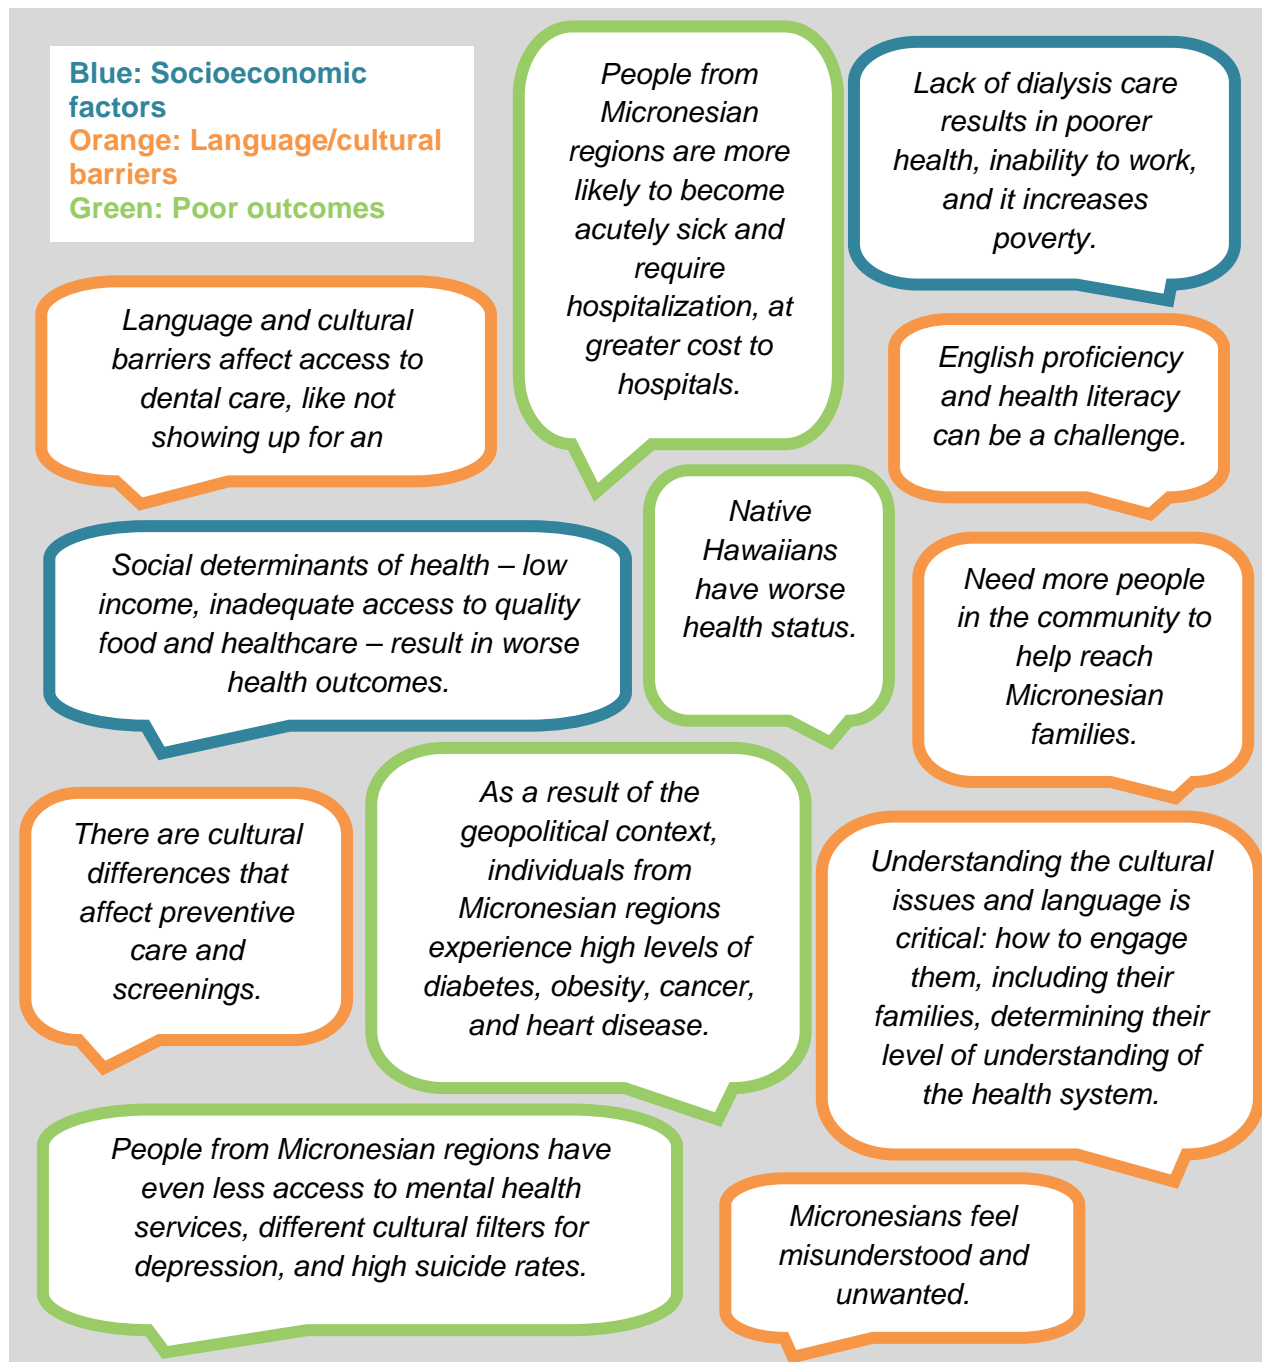 Blue: Socioeconomic
factors
Orange: Language/cultural
barriers
Green: Poor outcomes
People from
Micronesian
regions are more
likely to become
acutely sick and
require
hospitalization, at
greater cost to
hospitals.
Lack of dialysis care
results in poorer
health, inability to work,
and it increases
poverty.
Language and cultural
barriers affect access to
dental care, like not
showing up for an
English proficiency
and health literacy
can be a challenge.
Native
Hawaiians
have worse
health status.
Social determinants of health – low
income, inadequate access to quality
food and healthcare – result in worse
health outcomes.
Need more people
in the community to
help reach
Micronesian
families.
There are cultural
differences that
affect preventive
care and
screenings.
As a result of the
geopolitical context,
individuals from
Micronesian regions
experience high levels of
diabetes, obesity, cancer,
and heart disease.
Understanding the cultural
issues and language is
critical: how to engage
them, including their
families, determining their
level of understanding of
the health system.
People from Micronesian regions have
even less access to mental health
services, different cultural filters for
depression, and high suicide rates.
Micronesians feel
misunderstood and
unwanted.